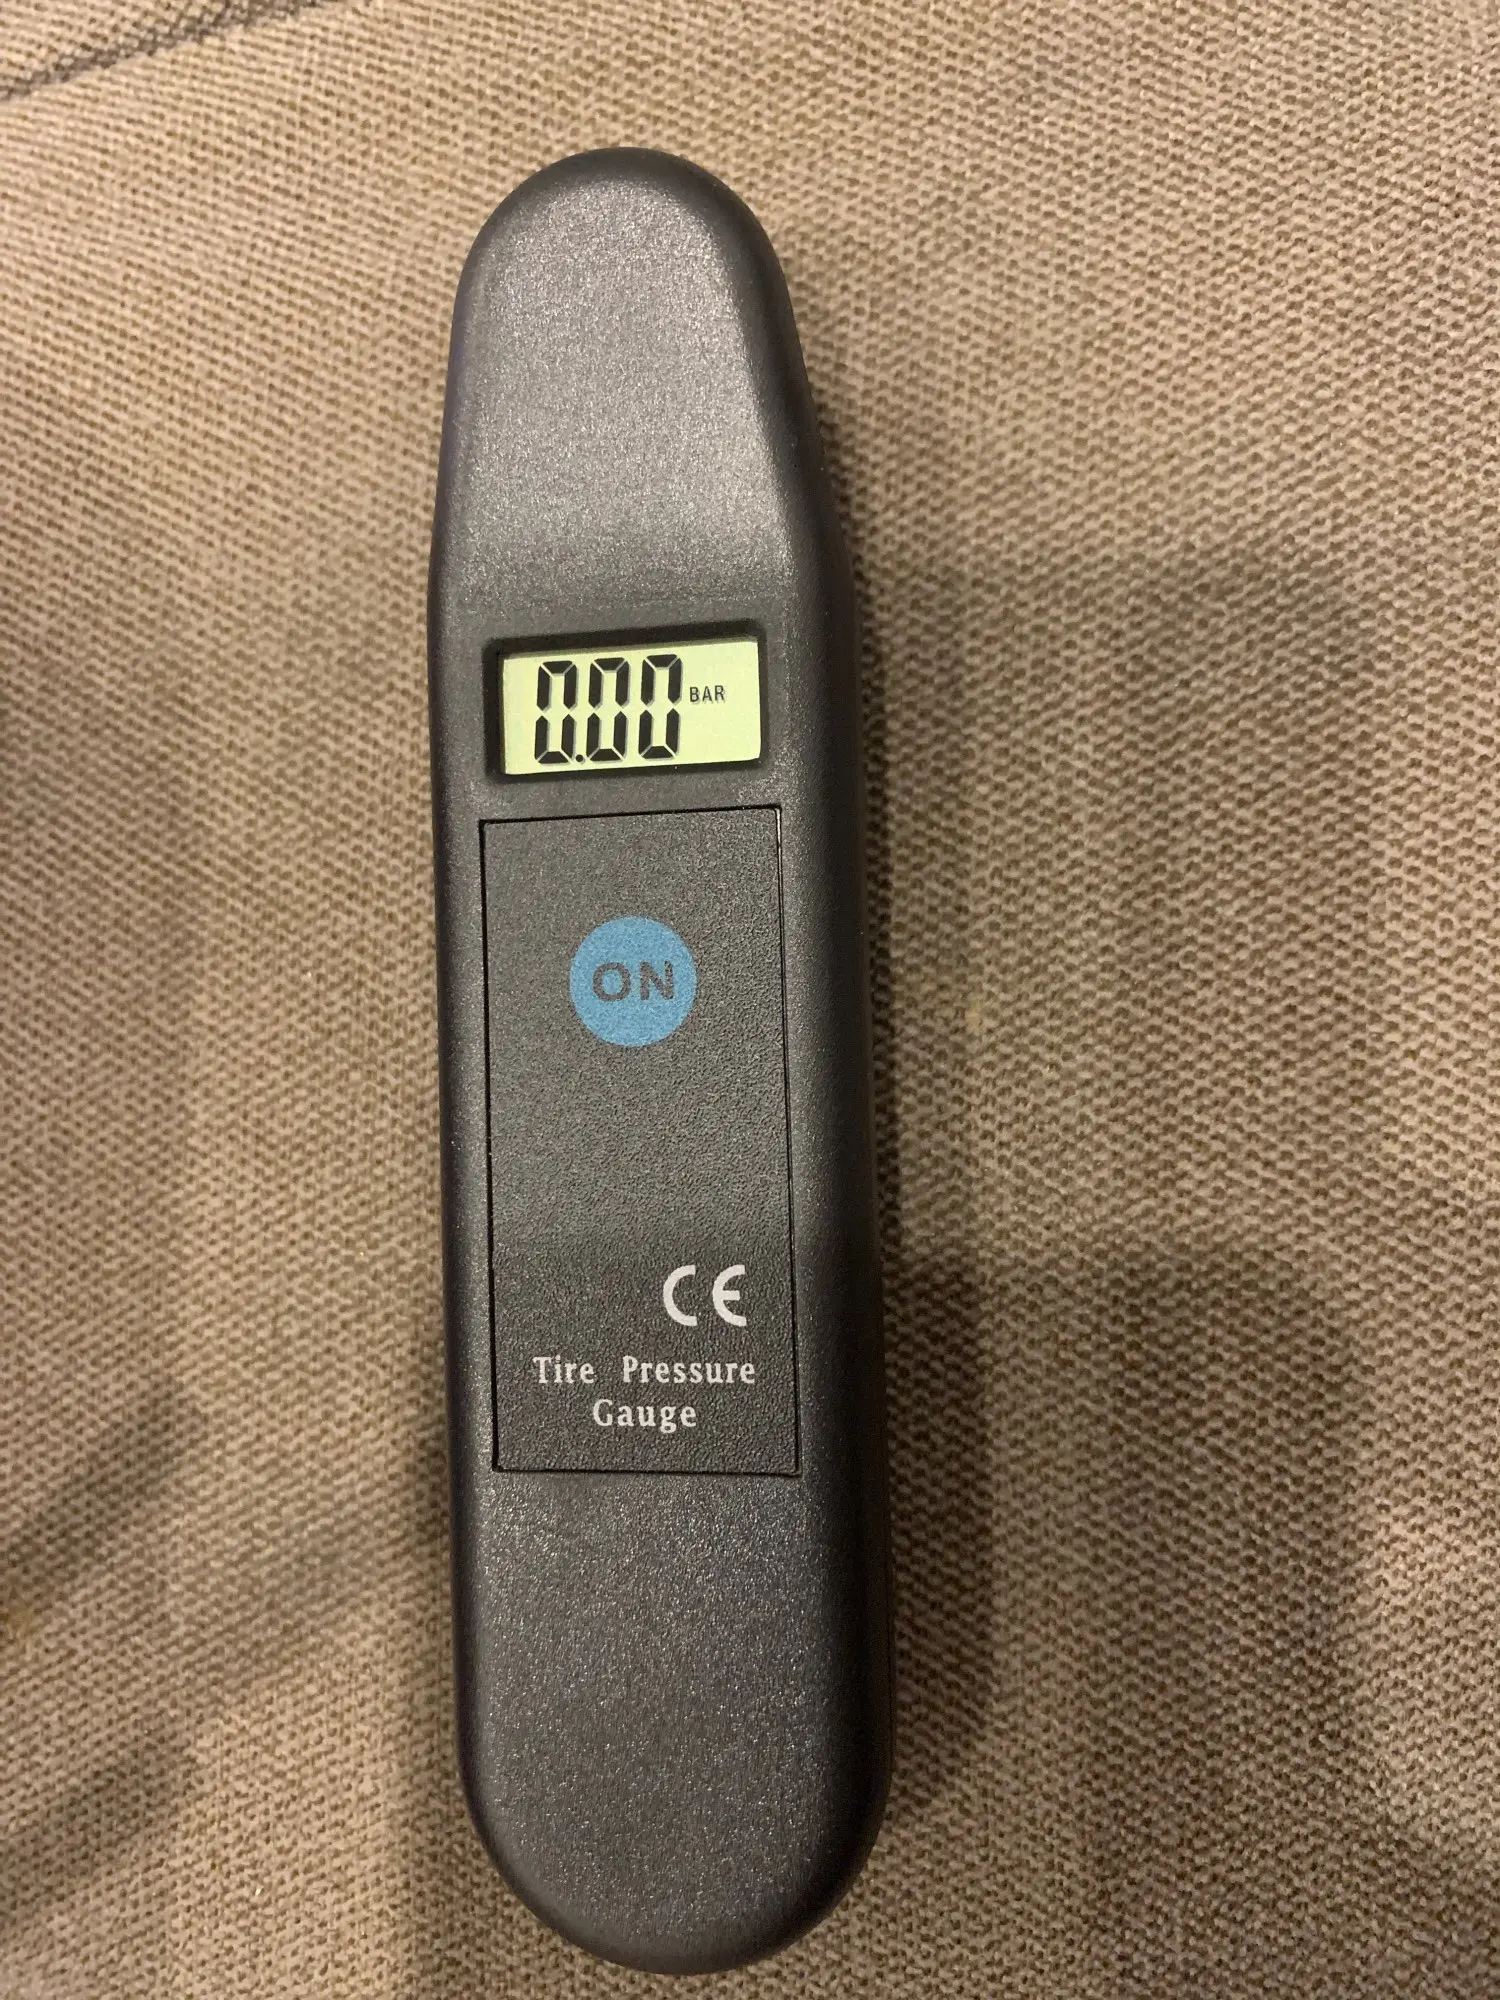 0.00 BAR
ON
CE
Tire Pressure
Gauge